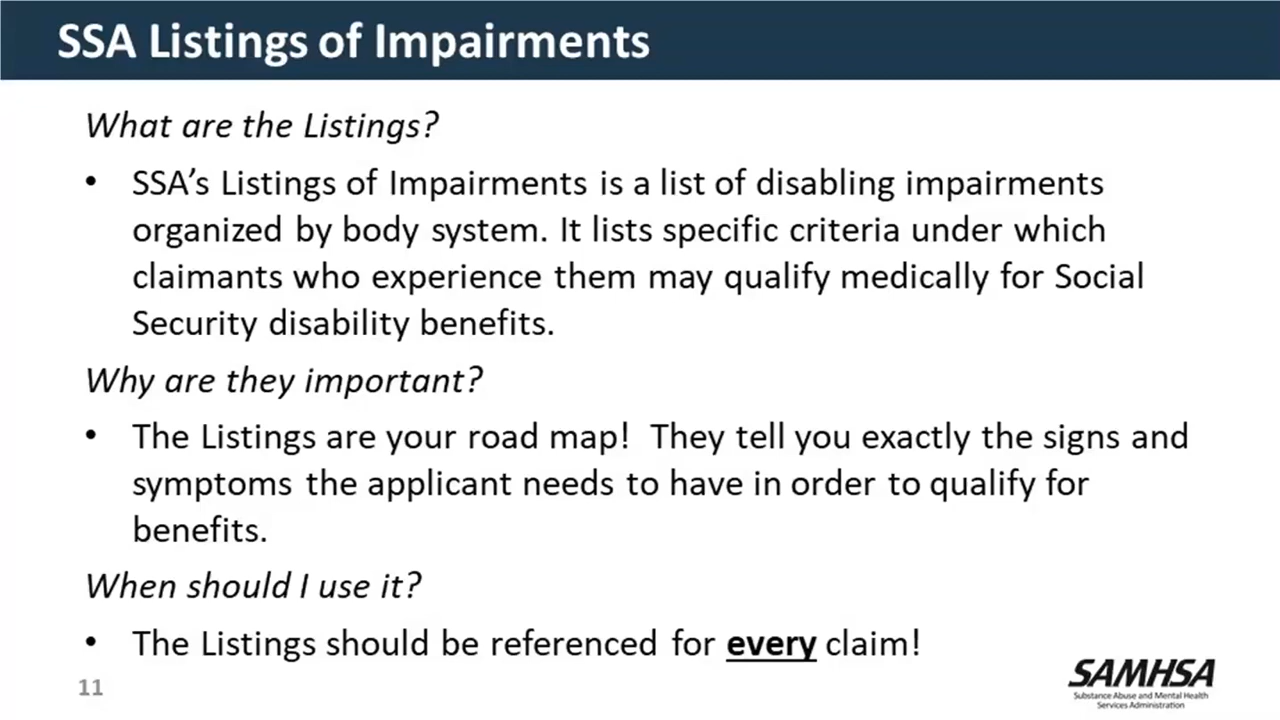 SSA Listings of Impairments
What are the Listings?
• SSA’s Listings of Impairments is a list of disabling impairments
organized by body system. It lists specific criteria under which
claimants who experience them may qualify medically for Social
Security disability benefits.
Why are they important?
• The Listings are your road map!  They tell you exactly the signs and
symptoms the applicant needs to have in order to qualify for
benefits.
When should I use it?
• The Listings should be referenced for every claim!
11
SAMHSA
Substance Abuse and Mental Health
Services Administration